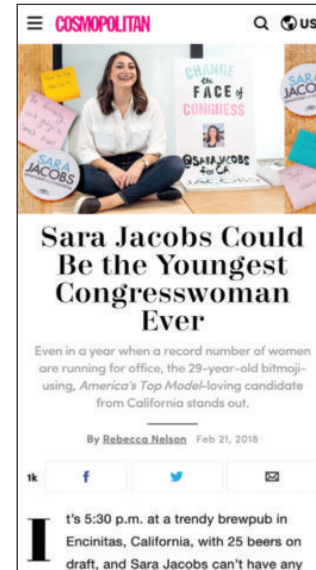 COSMOPOLITAN
US
CHANGE
the
FACE of
CONGRESS
@SARAJACOBS
for CA
SARA
JACOBS
SARA
JACO
Sara Jacobs Could
Be the Youngest
Congresswoman
Ever
Even in a year when a record number of women
are running for office, the 29-year-old bitmoji-
using, America's Top Model-loving candidate
from California stands out.
By Rebecca Nelson Feb 21, 2018
1k
It's 5:30 p.m. at a trendy brewpub in
Encinitas, California, with 25 beers on
draft, and Sara Jacobs can't have any